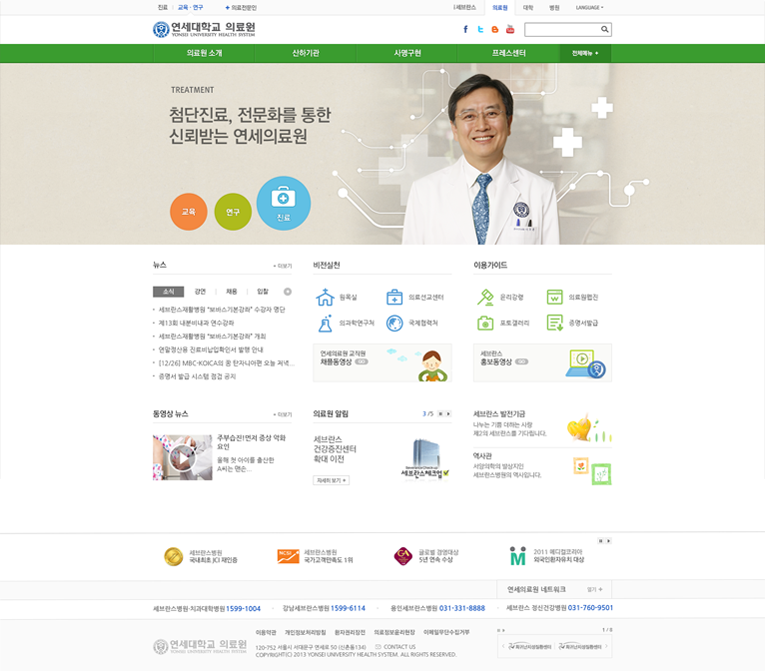 진료
교육 · 연구
+ 의료진문인
세브란스
의료원
대학
병원
LANGUAGE
연세대학교 의료원
YONSEI UNIVERSITY HEALTH SYSTEM
의료원 소개
산하기관
사명구현
프레스센터
전체메뉴 +
TREATMENT
첨단진료, 전문화를 통한
신뢰받는 연세의료원
교육
연구
진료
뉴스
+ 더보기
소식
강연
채용
입찰
세브란스재활병원 "보바스기본강좌" 수강자 명단
제13회 내분비내과 연수강좌
세브란스재활병원 "보바스기본강좌" 개최
연말정산용 진료비납입확인서 발행 안내
[12/26] MBC-KOICA의 꿈 탄자니아편 오늘 저녁...
증명서 발급 시스템 점검 공지
비전실천
원목실
의료선교센터
의과학연구처
국제협력처
연세의료원 교직원
채용동영상 GO
이용가이드
윤리강령
의료원웹진
포토갤러리
증명서발급
세브란스
홍보동영상 GO
동영상 뉴스
+ 더보기
주부습진?먼저 증상 악화
요인
올해 첫 아이를 출산한
A씨는 맨손...
의료원 알림
3 /5
세브란스
건강증진센터
확대 이전
자세히 보기 +
세브란스체크업
세브란스 발전기금
나누는 기쁨 더하는 사랑
제2의 세브란스를 기다립니다.
역사관
서양의학의 발상지인
세브란스병원의 역사입니다.
세브란스병원
국내최초 JCI 재인증
NCSI
세브란스병원
국가고객만족도 1위
GA
글로벌 경영대상
5년 연속 수상
2011 메디컬코리아
외국인환자유치 대상
연세의료원 네트워크
열기 +
세브란스병원·치과대학병원 1599-1004
강남세브란스병원 1599-6114
용인세브란스병원 031-331-8888
세브란스 정신건강병원 031-760-9501
연세대학교 의료원
YONSEI UNIVERSITY HEALTH SYSTEM
이용약관
개인정보처리방침
환자권리장전
의료정보윤리헌장
이메일무단수집거부
120-752 서울시 서대문구 연세로 50 (신촌동134)
CONTACT US
COPYRIGHT(C) 2013 YONSEI UNIVERSITY HEALTH SYSTEM. ALL RIGHTS RESERVED.